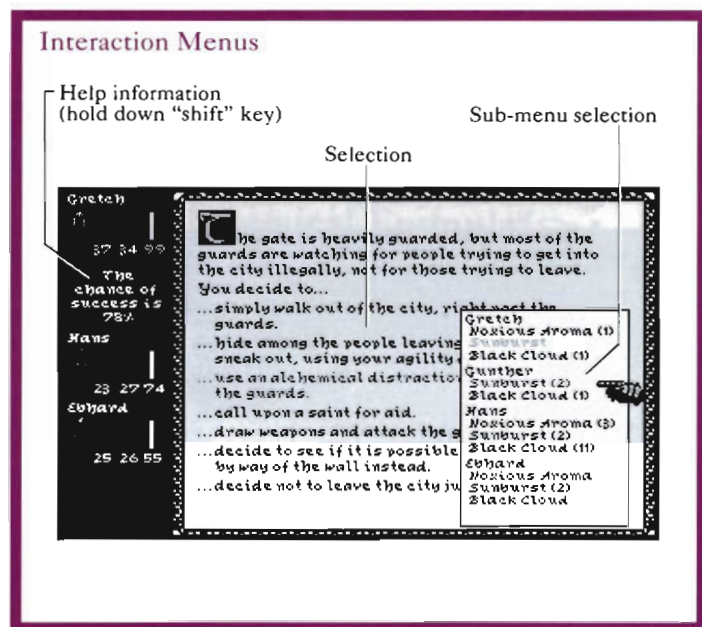 Interaction Menus
Help information
(hold down "shift" key)
Sub-menu selection
Selection
Gretch
37 34 99
The
chance of
success is
78%
Hans
23 27 74
Ebhard
25 26 55
The gate is heavily guarded, but most of the
guards are watching for people trying to get into
the city illegally, not for those trying to leave.
You decide to...
...simply walk out of the city, right past the
guards.
...hide among the people leaving
sneak out, using your agility
...use an alchemical distraction
the guards.
...call upon a saint for aid.
...draw weapons and attack the g
...decide to see if it is possible
by way of the wall instead.
...decide not to leave the city ju
Gretch
Noxious Aroma (1)
Sunburst
Black Cloud (1)
Gunther
Sunburst (2)
Black Cloud (1)
Hans
Noxious Aroma (3)
Sunburst (2)
Black Cloud (11)
Ebhard
Noxious Aroma
Sunburst (2)
Black Cloud